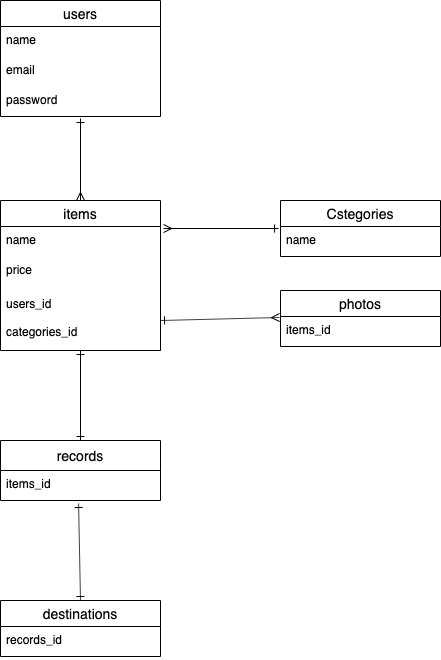 users
name
email
password
items
name
price
users_id
categories_id
Cstegories
name
photos
items_id
records
items_id
destinations
records_id